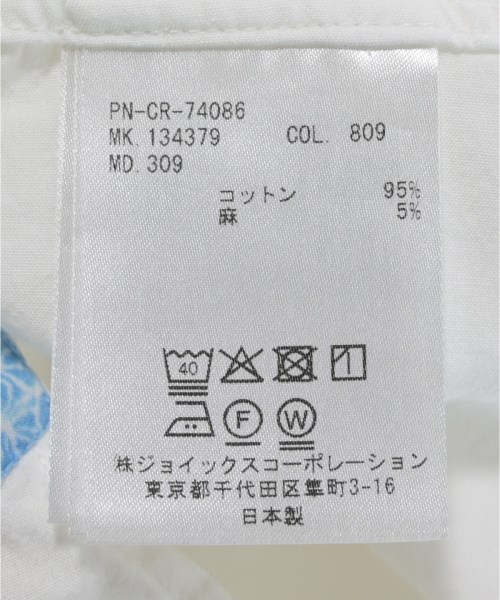 PN-CR-74086
MK. 134379 COL. 809
MD. 309
コットン 95%
麻 5%
40
F W
株ジョイックスコーポレーション
東京都千代田区隼町3-16
日本製